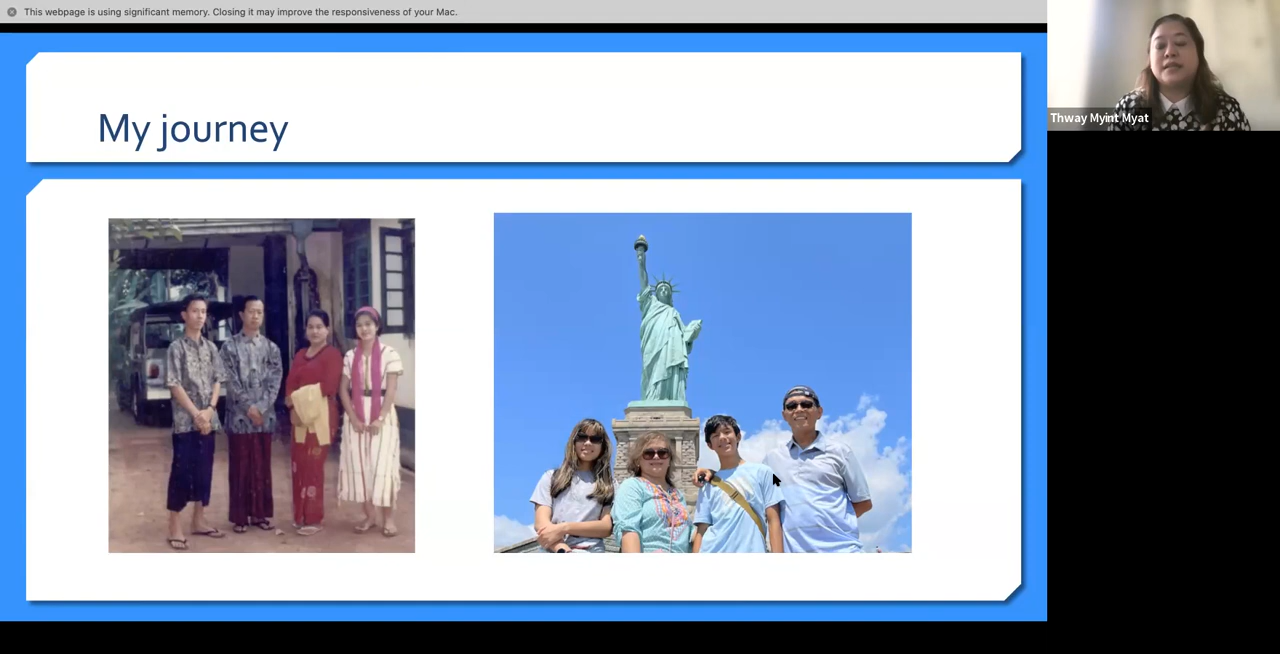 This webpage is using significant memory. Closing it may improve the responsiveness of your Mac.
My journey
Thway Myint Myat